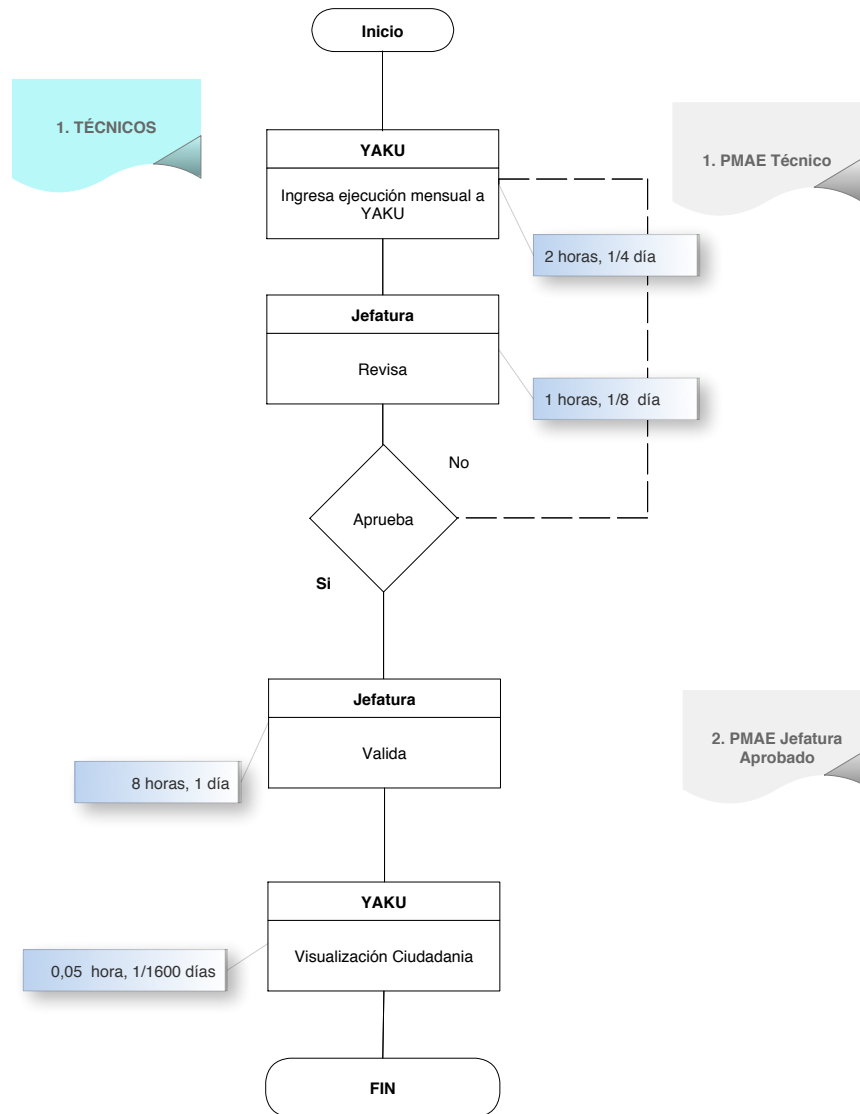 Inicio
1. TÉCNICOS
YAKU
1. PMAE Técnico
Ingresa ejecución mensual a
YAKU
2 horas, 1/4 día
Jefatura
Revisa
1 horas, 1/8 día
No
Aprueba
Si
Jefatura
2. PMAE Jefatura
Aprobado
Valida
8 horas, 1 día
YAKU
Visualización Ciudadania
0,05 hora, 1/1600 días
FIN